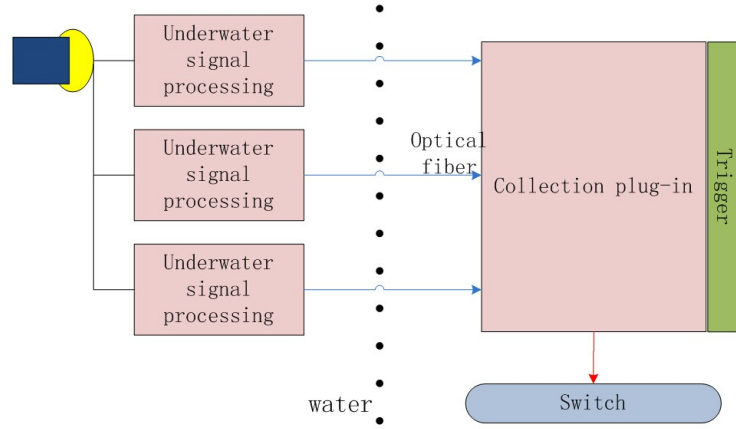 Underwater
signal
processing
Underwater
signal
processing
Underwater
signal
processing
Optical
fiber
Collection plug-in
Trigger
water
Switch